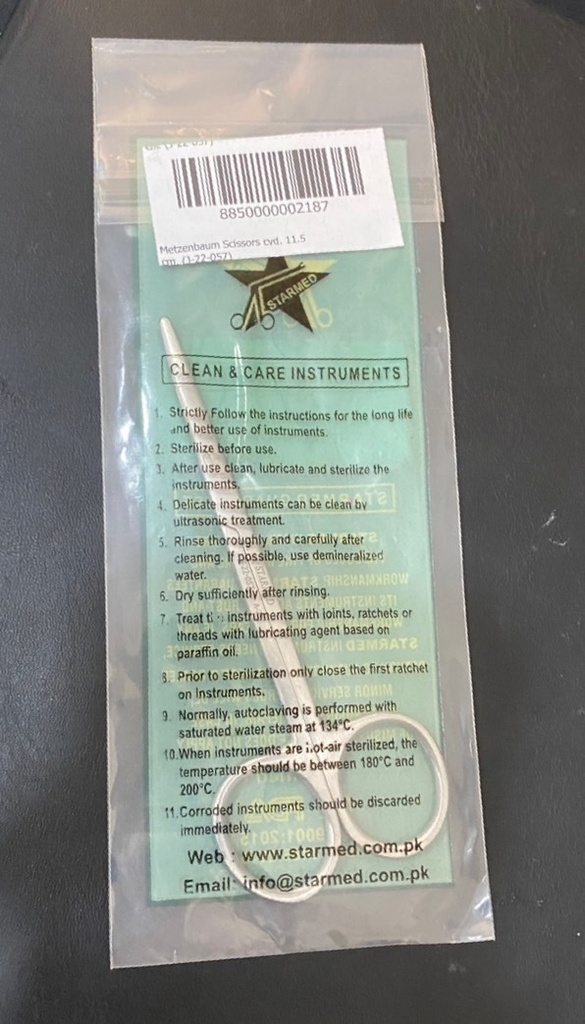 8850000002187
Metzenbaum Scissors cvd. 11.5
cm. (1-22-057)
STARMED
CLEAN & CARE INSTRUMENTS
1. Strictly Follow the instructions for the long life
and better use of instruments.
2. Sterilize before use.
3. After use clean, lubricate and sterilize the
instruments.
4. Delicate instruments can be clean by
ultrasonic treatment.
5. Rinse thoroughly and carefully after
cleaning. If possible, use demineralized
water.
6. Dry sufficiently after rinsing.
7. Treat instruments with joints, ratchets or
threads with lubricating agent based on
paraffin oil.
8. Prior to sterilization only close the first ratchet
on Instruments.
9. Normally, autoclaving is performed with
saturated water steam at 134°C.
10. When instruments are hot-air sterilized, the
temperature should be between 180°C and
200°C.
11. Corroded instruments should be discarded
immediately.
Web : www.starmed.com.pk
Email: info@starmed.com.pk